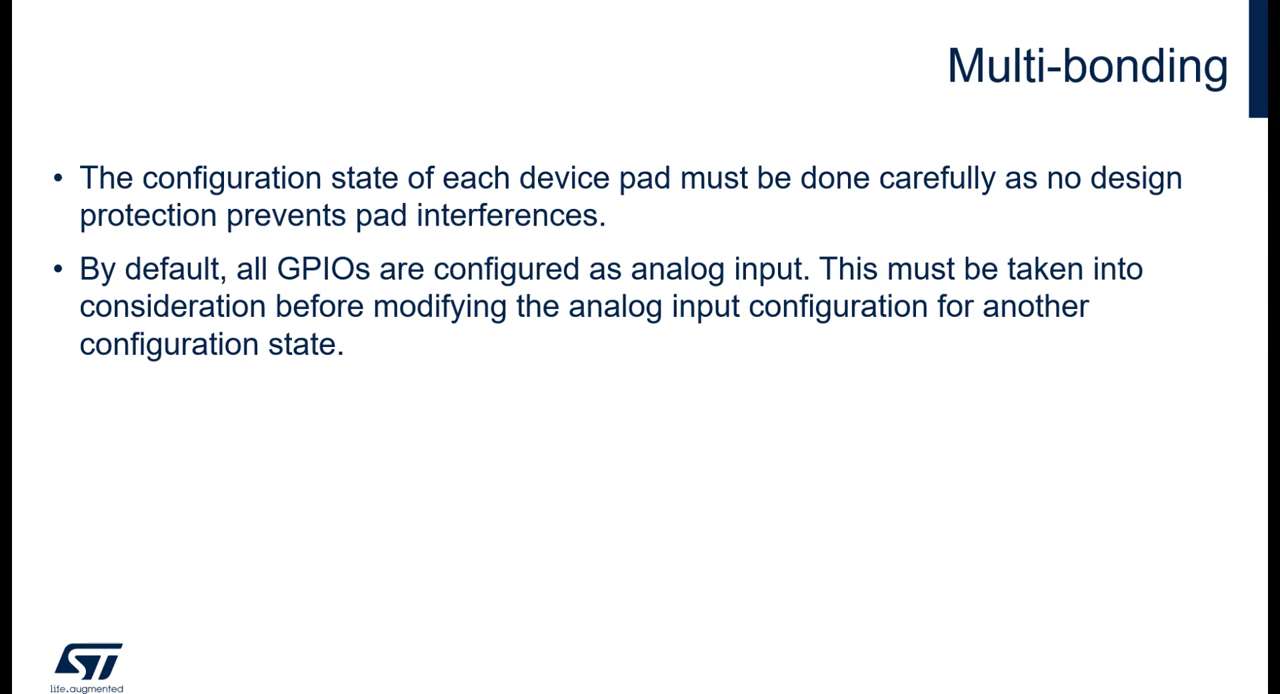 Multi-bonding
• The configuration state of each device pad must be done carefully as no design
protection prevents pad interferences.
• By default, all GPIOs are configured as analog input. This must be taken into
consideration before modifying the analog input configuration for another
configuration state.
ST
life.augmented